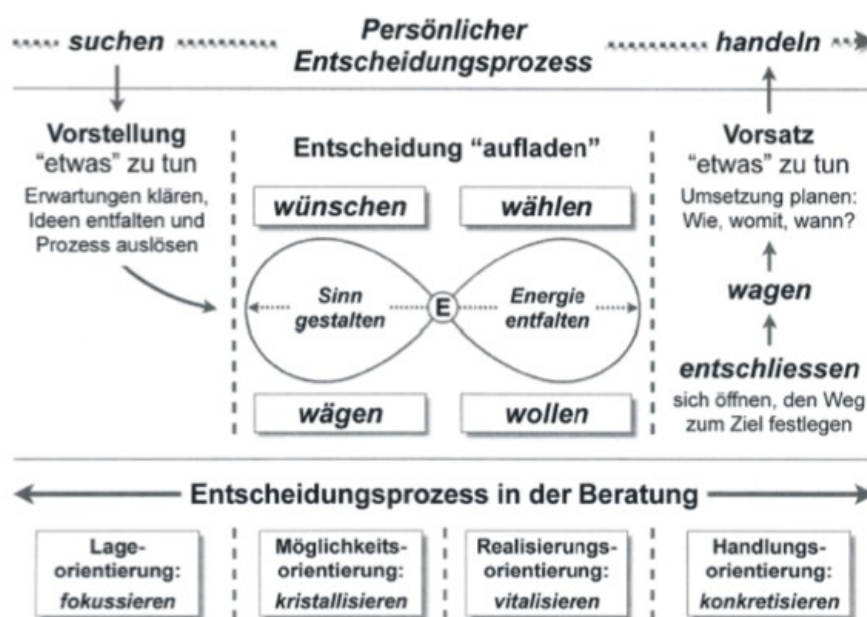 suchen
Persönlicher
Entscheidungsprozess
handeln
Vorstellung
“etwas” zu tun
Erwartungen klären,
Ideen entfalten und
Prozess auslösen
Entscheidung “aufladen”
wünschen
wählen
Sinn
gestalten
E
Energie
entfalten
wägen
wollen
Vorsatz
“etwas” zu tun
Umsetzung planen:
Wie, womit, wann?
wagen
entschliessen
sich öffnen, den Weg
zum Ziel festlegen
Entscheidungsprozess in der Beratung
Lage-
orientierung:
fokussieren
Möglichkeits-
orientierung:
kristallisieren
Realisierungs-
orientierung:
vitalisieren
Handlungs-
orientierung:
konkretisieren